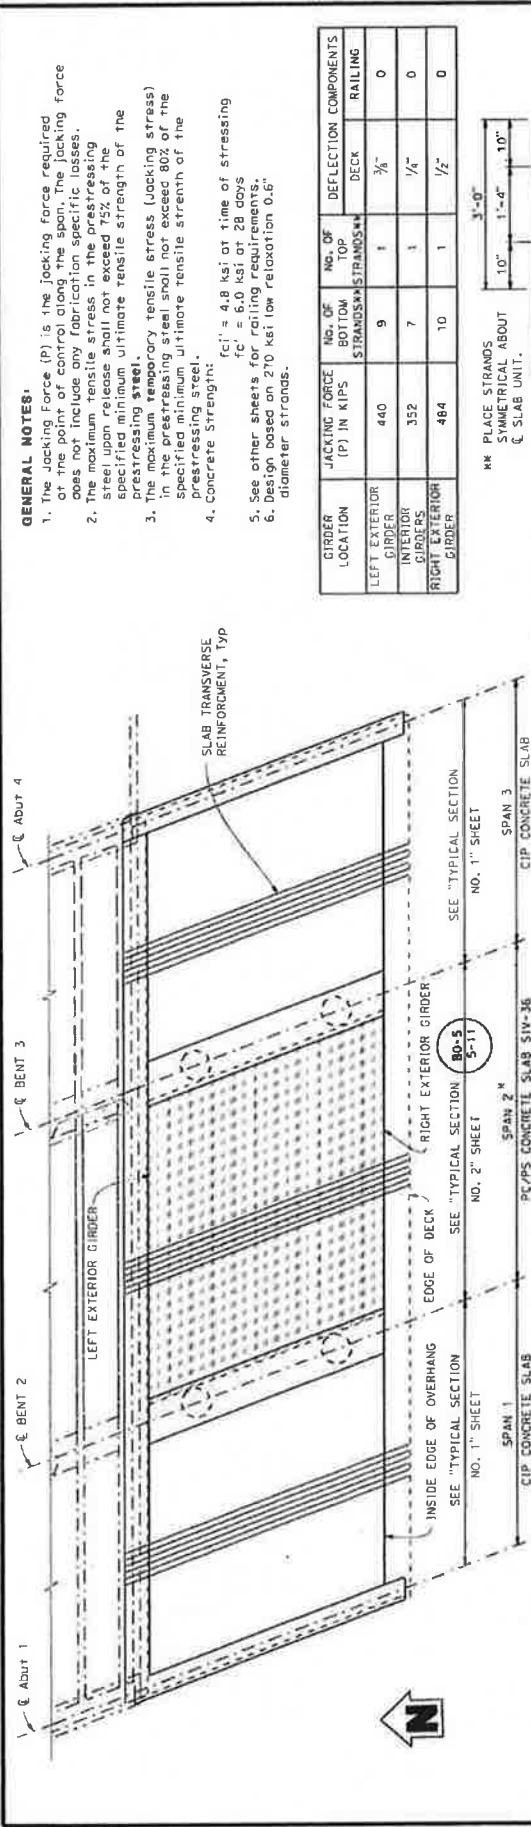 GENERAL NOTES:
1. The Jacking Force (P) is the jacking force required
at the point of control along the span. The jacking force
does not include any fabrication specific losses.
2. The maximum tensile stress in the prestressing
steel upon release shall not exceed 75% of the
specified minimum ultimate tensile strength of the
prestressing steel.
3. The maximum temporary tensile stress (jacking stress)
in the prestressing steel shall not exceed 80% of the
specified minimum ultimate tensile strenth of the
prestressing steel.
4. Concrete Strength:
fci' = 4.8 ksi at time of stressing
fc' = 6.0 ksi at 28 days
5. See other sheets for railing requirements.
6. Design based on 270 ksi low relaxation 0.6"
diameter strands.
GIRDER LOCATION JACKING FORCE (P) IN KIPS No. OF BOTTOM STRANDS** No. OF TOP STRANDS** DEFLECTION COMPONENTS
DECK RAILING
LEFT EXTERIOR GIRDER 440 9 1 3/8" 0
INTERIOR GIRDERS 352 7 1 1/4" 0
RIGHT EXTERIOR GIRDER 484 10 1 1/2" 0
** PLACE STRANDS
SYMMETRICAL ABOUT
℄ SLAB UNIT.
3'-0"
10" 1'-4" 10"
℄ Abut 1
℄ BENT 2
℄ BENT 3
℄ Abut 4
LEFT EXTERIOR GIRDER
SLAB TRANSVERSE
REINFORCMENT, Typ
INSIDE EDGE OF OVERHANG
EDGE OF DECK
RIGHT EXTERIOR GIRDER
SEE "TYPICAL SECTION
NO. 1" SHEET
SEE "TYPICAL SECTION
NO. 2" SHEET
B0-5
5-11
SEE "TYPICAL SECTION
NO. 1" SHEET
SPAN 1
CIP CONCRETE SLAB
SPAN 2*
PC/PS CONCRETE SLAB SIV-36
SPAN 3
CIP CONCRETE SLAB
N